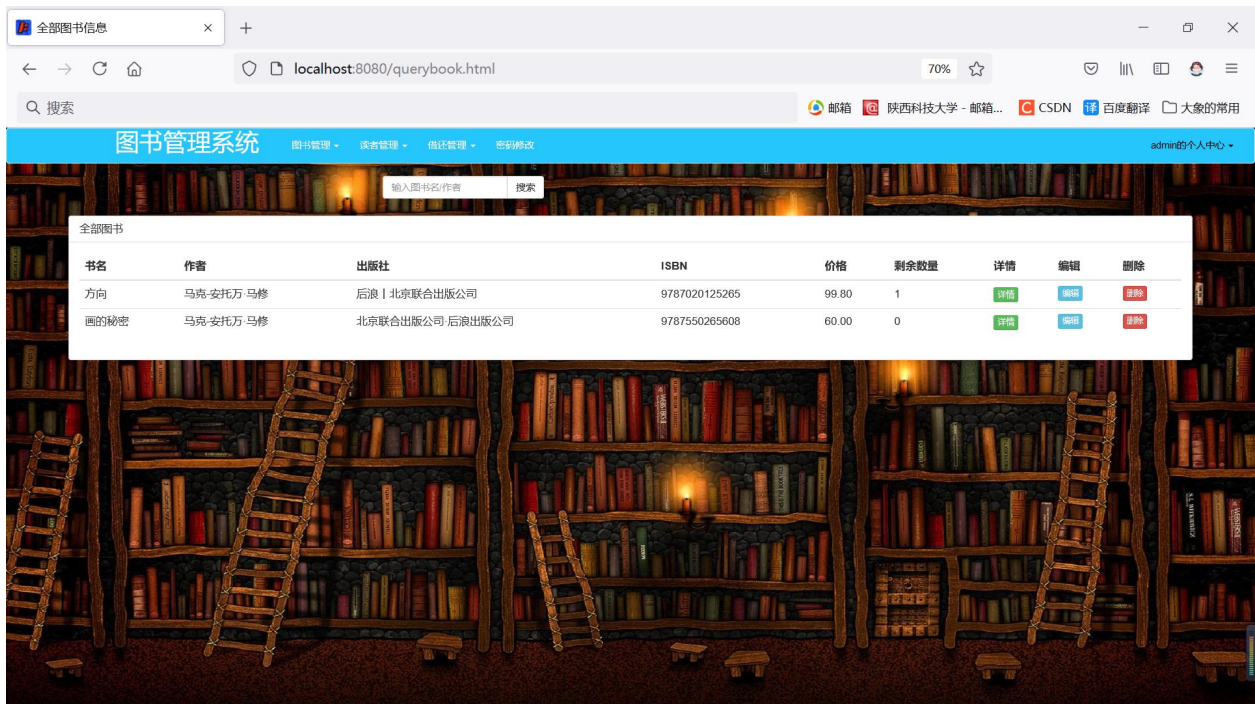 全部图书信息
localhost:8080/querybook.html 70%
搜索 邮箱 陕西科技大学 - 邮箱... CSDN 译 百度翻译 大象的常用
图书管理系统 图书管理 读者管理 借还管理 密码修改 admin的个人中心
输入图书名/作者 搜索
全部图书
书名 作者 出版社 ISBN 价格 剩余数量 详情 编辑 删除
方向 马克-安托万·马修 后浪丨北京联合出版公司 9787020125265 99.80 1 详情 编辑 删除
画的秘密 马克-安托万·马修 北京联合出版公司·后浪出版公司 9787550265608 60.00 0 详情 编辑 删除